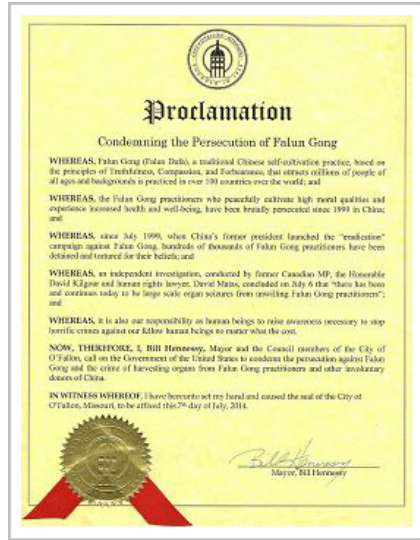 Proclamation
Condemning the Persecution of Falun Gong
WHEREAS, Falun Gong (Falun Dafa), a traditional Chinese self-cultivation practice, based on
the principles of Truthfulness, Compassion, and Forbearance, that attracts millions of people of
all ages and backgrounds is practiced in over 100 countries over the world; and
WHEREAS, the Falun Gong practitioners who peacefully cultivate high moral qualities and
experience increased health and well-being, have been brutally persecuted since 1999 in China;
and
WHEREAS, since July 1999, when China's former president launched the "eradication"
campaign against Falun Gong, hundreds of thousands of Falun Gong practitioners have been
detained and tortured for their beliefs; and
WHEREAS, an independent investigation, conducted by former Canadian MP, the Honorable
David Kilgour and human rights lawyer, David Matas, concluded on July 6 that "there has been
and continues today to be large scale organ seizures from unwilling Falun Gong practitioners";
and
WHEREAS, it is also our responsibility as human beings to raise awareness necessary to stop
horrific crimes against our fellow human beings no matter what the cost.
NOW, THEREFORE, I, Bill Hennessy, Mayor and the Council members of the City of
O'Fallon, call on the Government of the United States to condemn the persecution against Falun
Gong and the crime of harvesting organs from Falun Gong practitioners and other involuntary
donors of China.
IN WITNESS WHEREOF, I have hereunto set my hand and caused the seal of the City of
O'Fallon, Missouri, to be affixed this 7th day of July, 2014.
Bill Hennessy
Mayor, Bill Hennessy